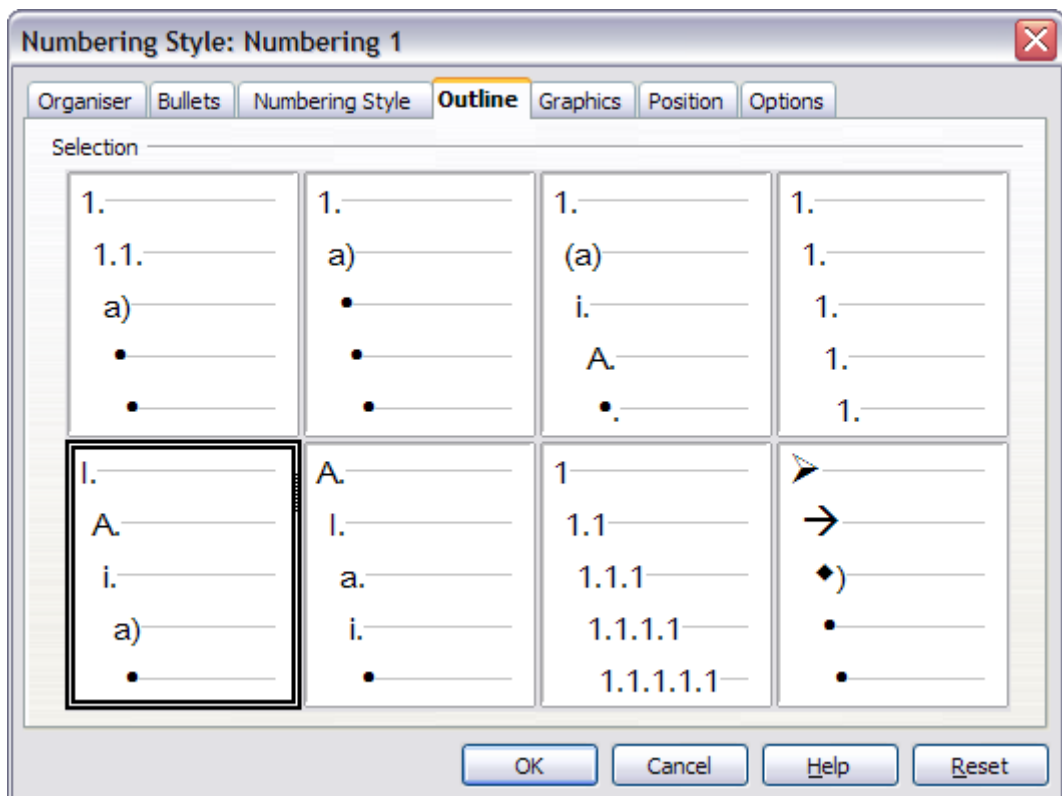 Numbering Style: Numbering 1
Organiser Bullets Numbering Style Outline Graphics Position Options
Selection
1.
1.1.
a)
•
•
1.
a)
•
•
•
1.
(a)
i.
A.
•.
1.
1.
1.
1.
1.
I.
A.
i.
a)
•
A.
I.
a.
i.
•
1
1.1
1.1.1
1.1.1.1
1.1.1.1.1
➢
→
◆)
•
•
OK Cancel Help Reset